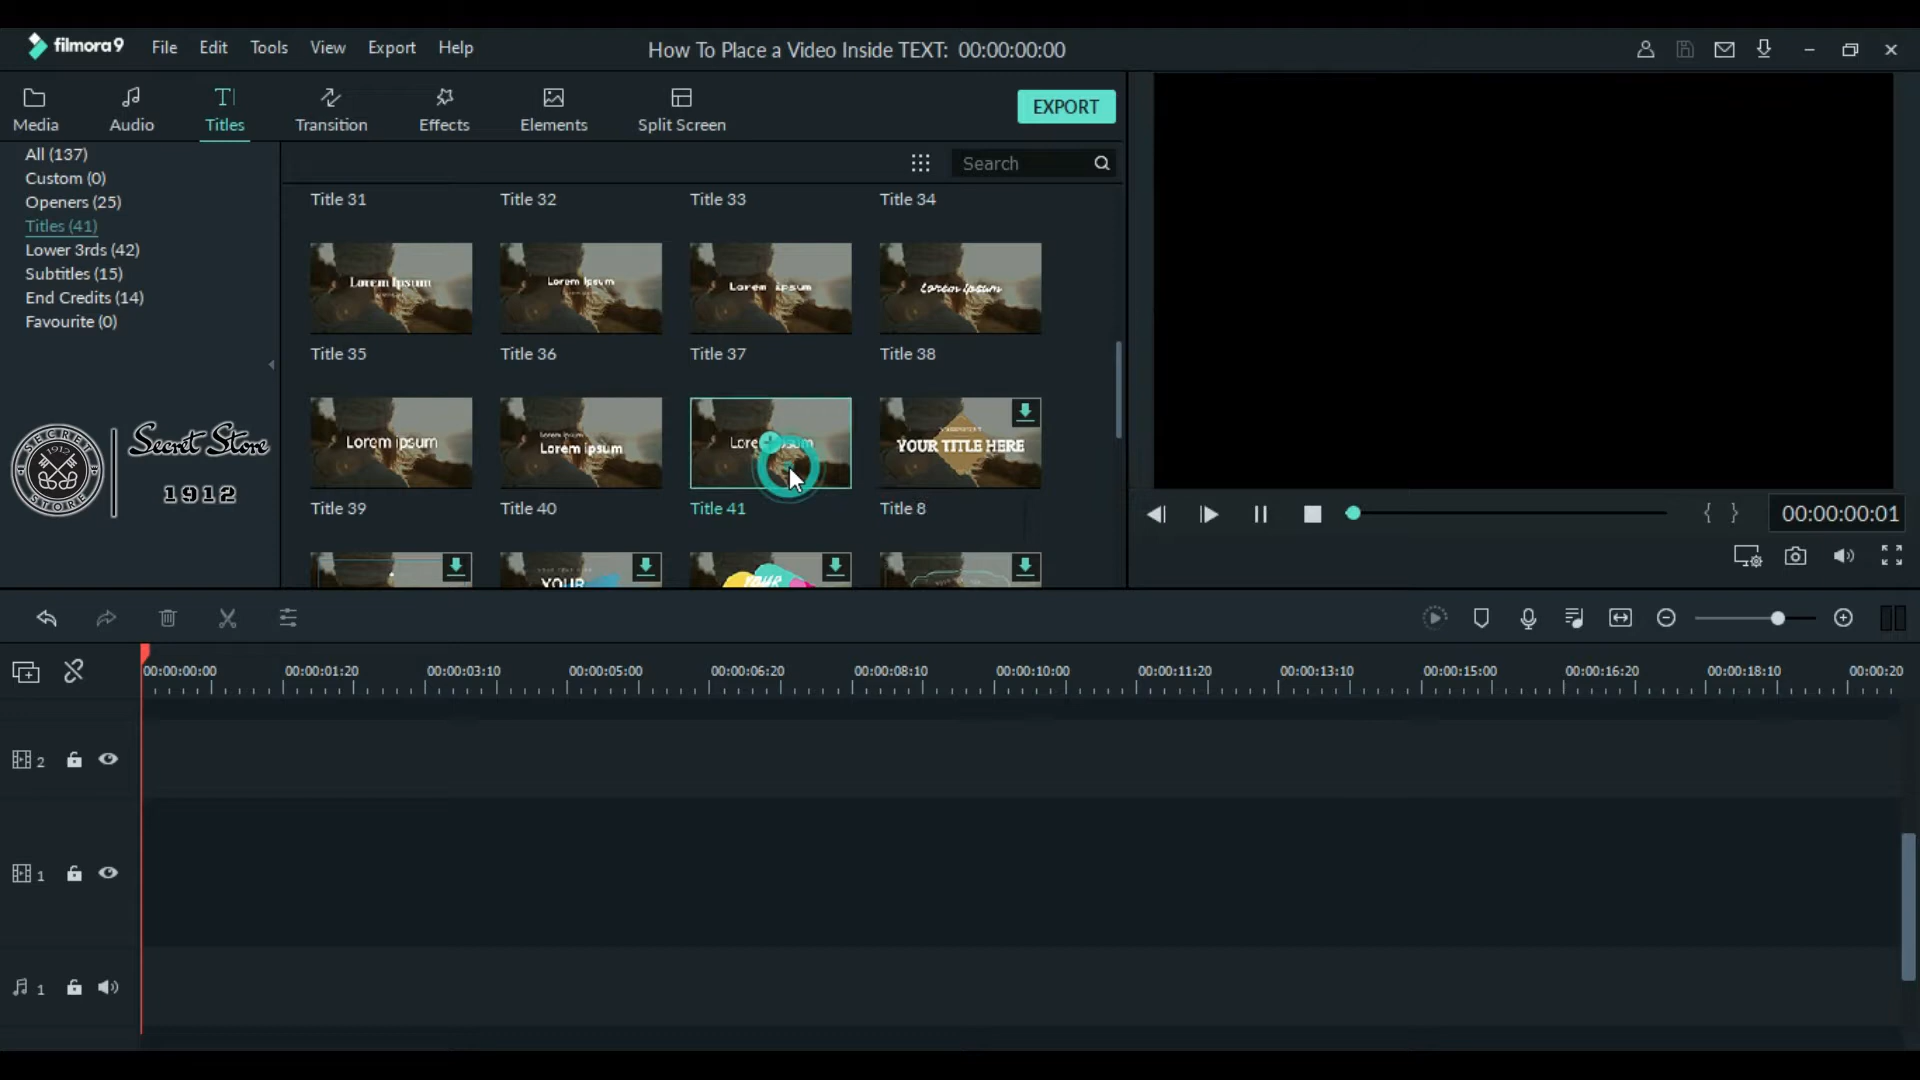 filmora9 File Edit Tools View Export Help How To Place a Video Inside TEXT: 00:00:00:00
Media Audio Titles Transition Effects Elements Split Screen EXPORT
All (137)
Custom (0)
Openers (25)
Titles (41)
Lower 3rds (42)
Subtitles (15)
End Credits (14)
Favourite (0)
SECRET STORE 1912
Secret Store
1912
Search
Title 31 Title 32 Title 33 Title 34
Lorem Ipsum Lorem Ipsum Lorem Ipsum Lorem Ipsum
Title 35 Title 36 Title 37 Title 38
Lorem ipsum Lorem ipsum YOUR TITLE HERE
Title 39 Title 40 Title 41 Title 8
YOUR YOUR
00:00:00:01
00:00:00:00 00:00:01:20 00:00:03:10 00:00:05:00 00:00:06:20 00:00:08:10 00:00:10:00 00:00:11:20 00:00:13:10 00:00:15:00 00:00:16:20 00:00:18:10 00:00:20
2
1
1